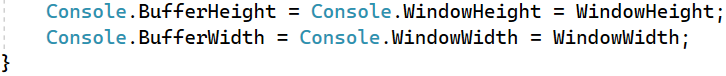 Console.BufferHeight = Console.WindowHeight = WindowHeight;
Console.BufferWidth = Console.WindowWidth = WindowWidth;
}